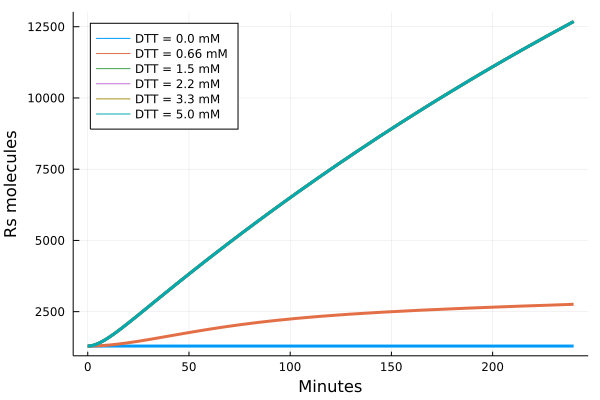 12500
10000
7500
5000
2500
Rs molecules
DTT = 0.0 mM
DTT = 0.66 mM
DTT = 1.5 mM
DTT = 2.2 mM
DTT = 3.3 mM
DTT = 5.0 mM
0 50 100 150 200
Minutes